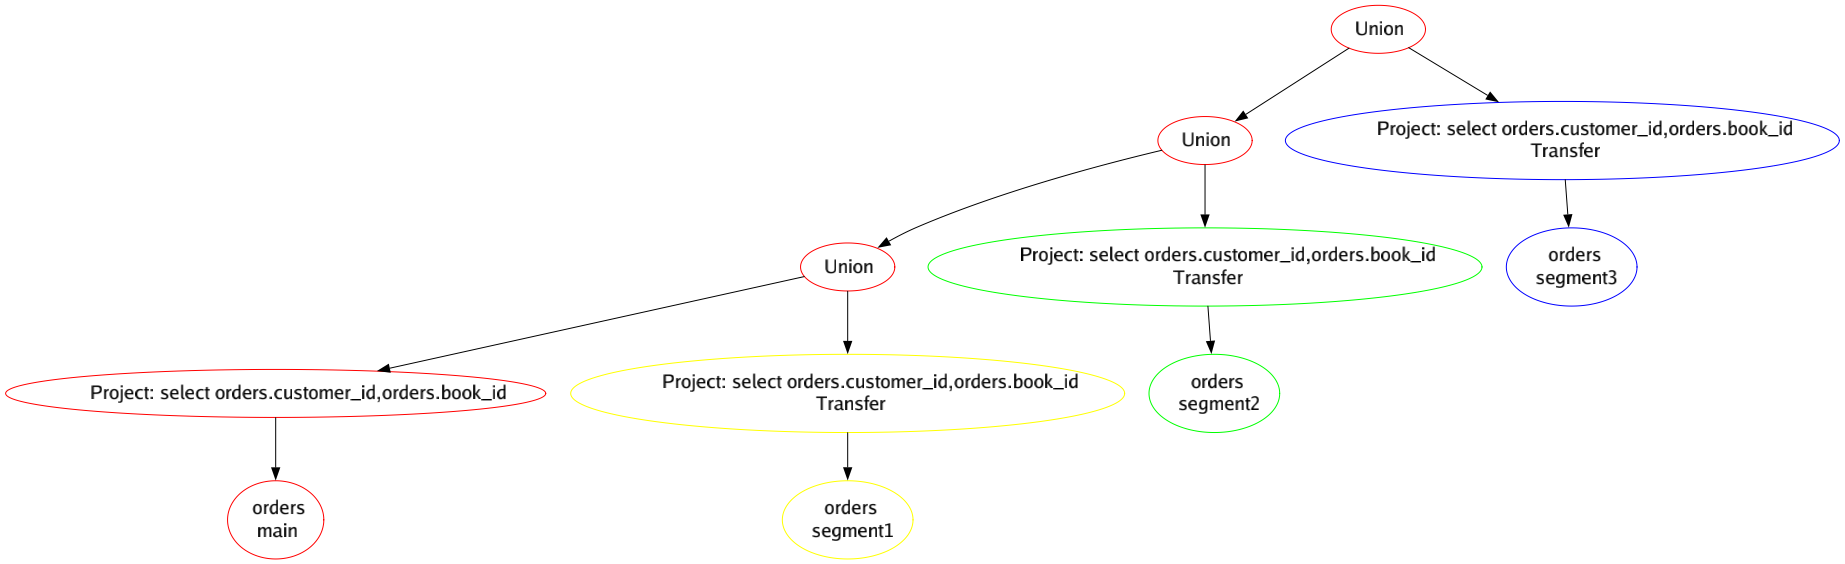 Union
Union
Project: select orders.customer_id,orders.book_id
Transfer
Union
Project: select orders.customer_id,orders.book_id
Transfer
orders
segment3
Project: select orders.customer_id,orders.book_id
Project: select orders.customer_id,orders.book_id
Transfer
orders
segment2
orders
main
orders
segment1